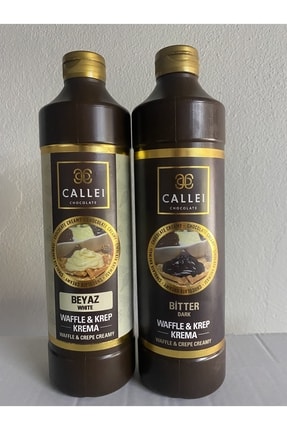 CALLEI
CHOCOLATE
BEYAZ
WHITE
WAFFLE & KREP
KREMA
WAFFLE & CREPE CREAMY
CALLEI
CHOCOLATE
BİTTER
DARK
WAFFLE & KREP
KREMA
WAFFLE & CREPE CREAMY